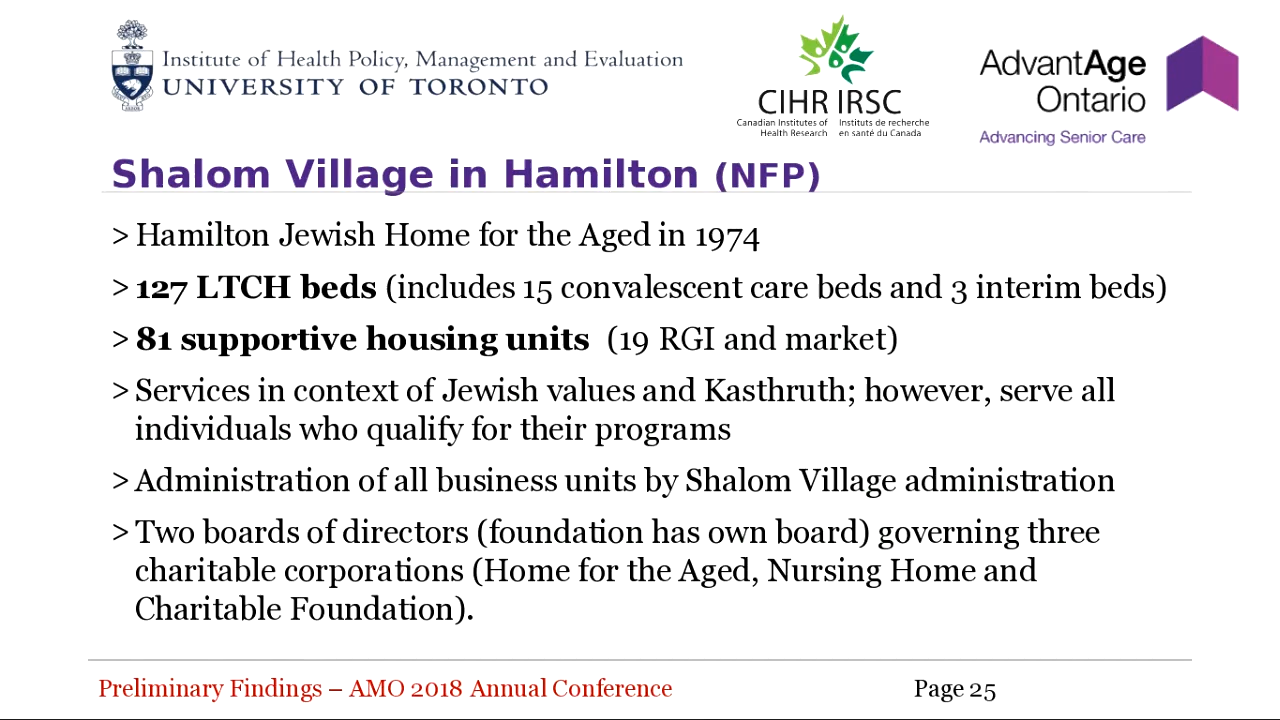 Institute of Health Policy, Management and Evaluation
UNIVERSITY OF TORONTO
CIHR IRSC
Canadian Institutes of Health Research
Instituts de recherche en santé du Canada
AdvantAge
Ontario
Advancing Senior Care
Shalom Village in Hamilton (NFP)
> Hamilton Jewish Home for the Aged in 1974
> 127 LTCH beds (includes 15 convalescent care beds and 3 interim beds)
> 81 supportive housing units (19 RGI and market)
> Services in context of Jewish values and Kasthruth; however, serve all
individuals who qualify for their programs
> Administration of all business units by Shalom Village administration
> Two boards of directors (foundation has own board) governing three
charitable corporations (Home for the Aged, Nursing Home and
Charitable Foundation).
Preliminary Findings – AMO 2018 Annual Conference
Page 25